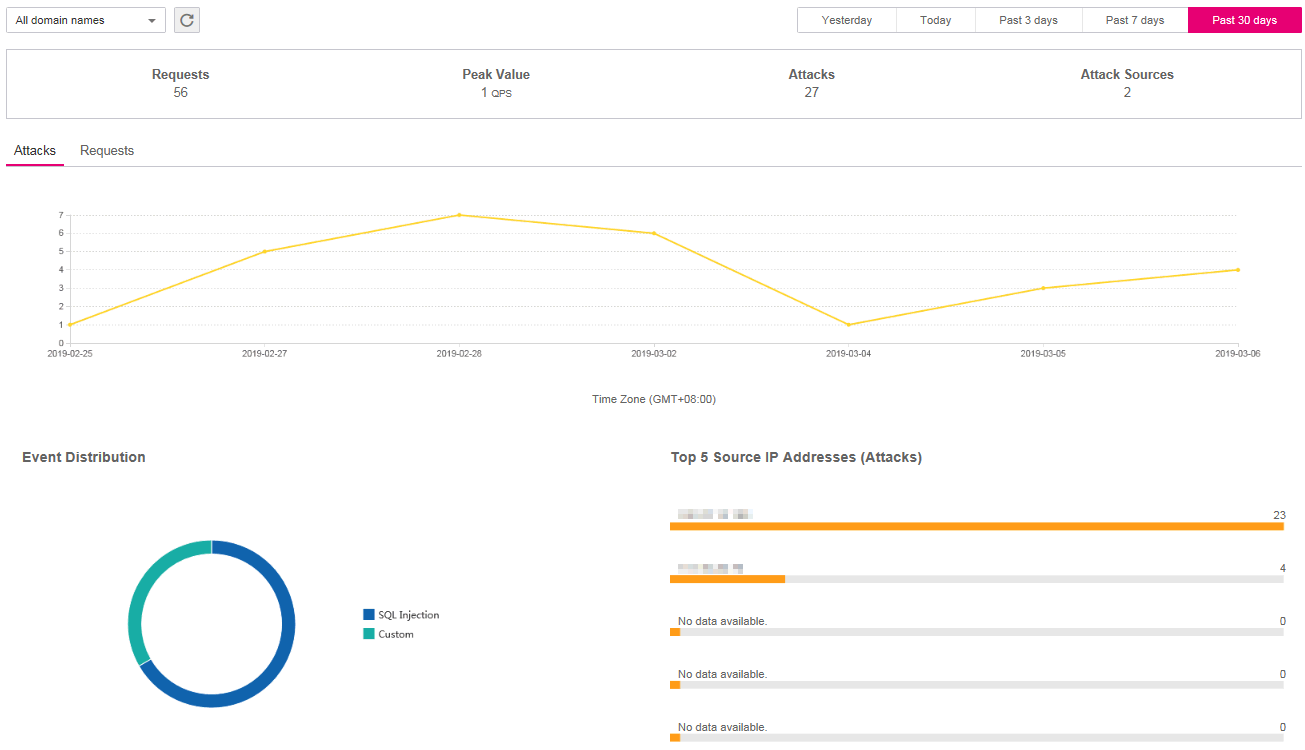 All domain names
Yesterday Today Past 3 days Past 7 days Past 30 days
Requests Peak Value Attacks Attack Sources
56 1 QPS 27 2
Attacks Requests
7
6
5
4
3
2
1
0
2019-02-25 2019-02-27 2019-02-28 2019-03-02 2019-03-04 2019-03-05 2019-03-06
Time Zone (GMT+08:00)
Event Distribution
SQL Injection
Custom
Top 5 Source IP Addresses (Attacks)
23
4
No data available. 0
No data available. 0
No data available. 0